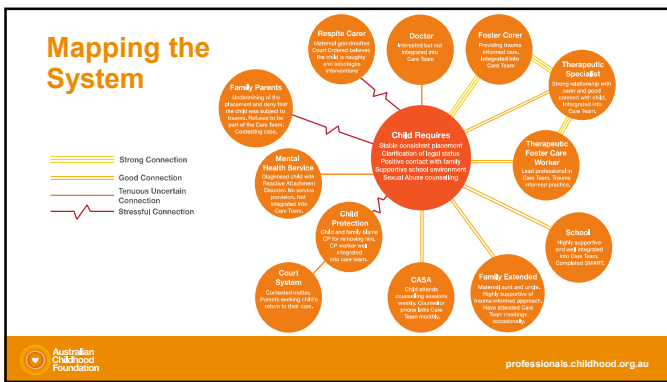 Mapping the
System
Strong Connection
Good Connection
Tenuous Uncertain
Connection
Stressful Connection
Respite Carer
Maternal grandmother
Court Ordered believes
the child is naughty
and sabotages
interventions
Doctor
Interested but not
integrated into
Care Team
Foster Carer
Providing trauma
informed care.
Integrated into
Care Team
Therapeutic
Specialist
Strong relationship with
carer and good
connect with child.
Integrated into
Care Team.
Family Parents
Undermining of the
placement and deny that
the child was subject to
trauma. Refuses to be
part of the Care Team.
Contesting case.
Child Requires
Stable consistent placement
Clarification of legal status
Positive contact with family
Supportive school environment
Sexual Abuse counselling
Therapeutic
Foster Care
Worker
Lead professional in
Care Team. Trauma
informed practice.
Mental
Health Service
Diagnosed child with
Reactive Attachment
Disorder. No service
provision. Not
integrated into
Care Team.
Child
Protection
Child and family blame
CP for removing him.
CP worker well
integrated
into care team.
School
Highly supportive
and well integrated
into Care Team.
Completed SMART.
Court
System
Contested matter.
Parents seeking child's
return to their care.
CASA
Child attends
counselling sessions
weekly. Counsellor
phone links Care
Team monthly.
Family Extended
Maternal aunt and uncle.
Highly supportive of
trauma informed approach.
Have attended Care
Team meetings
occasionally.
Australian
Childhood
Foundation
professionals.childhood.org.au